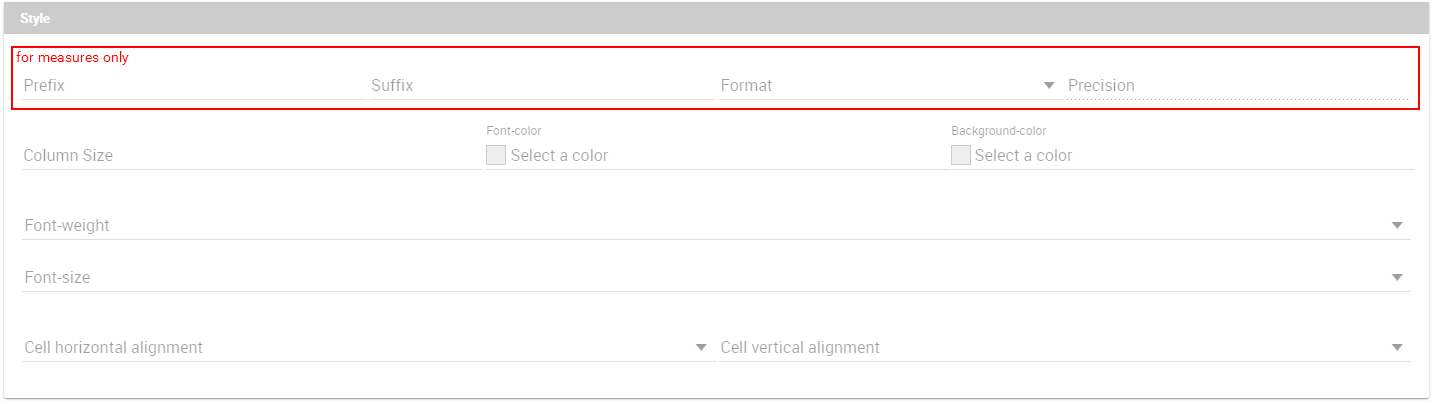 Style
for measures only
Prefix Suffix Format Precision
Font-color Background-color
Column Size Select a color Select a color
Font-weight
Font-size
Cell horizontal alignment Cell vertical alignment